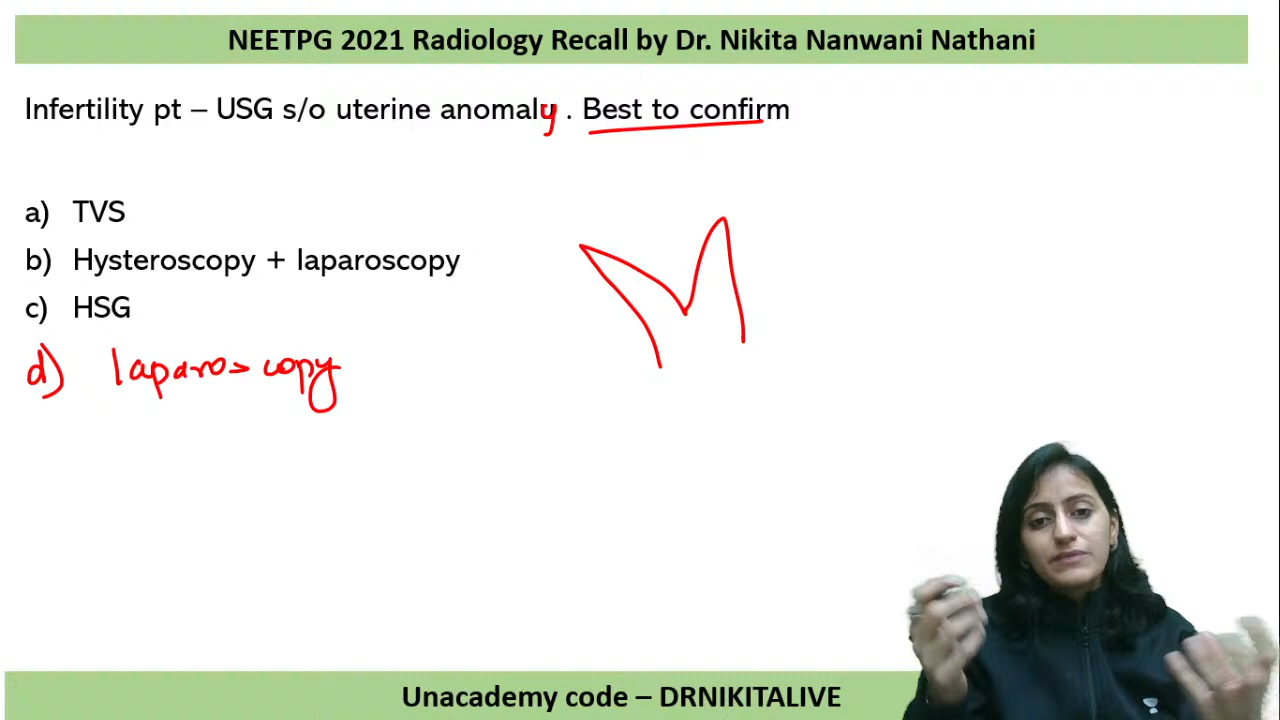 NEETPG 2021 Radiology Recall by Dr. Nikita Nanwani Nathani
Infertility pt – USG s/o uterine anomaly . Best to confirm
a) TVS
b) Hysteroscopy + laparoscopy
c) HSG
d) laparoscopy
Unacademy code – DRNIKITALIVE